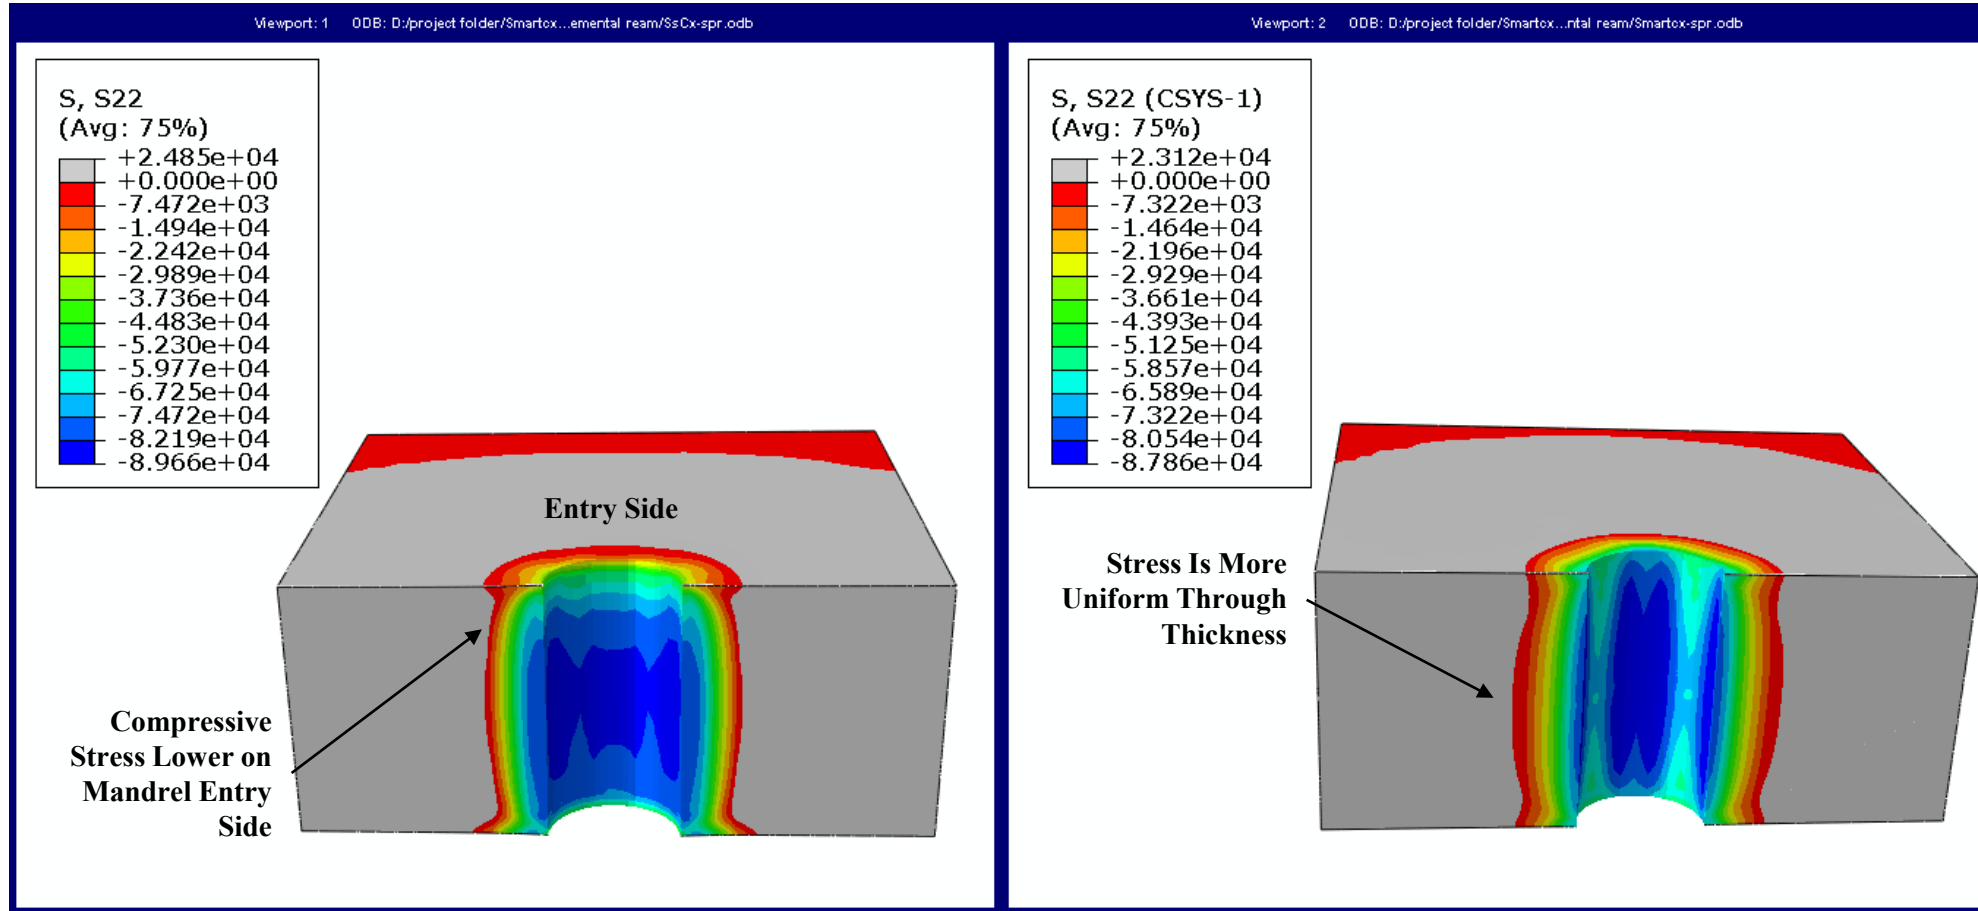 Viewport: 1 ODB: D:/project folder/Smartcx...emental ream/SsCx-spr.odb
S, S22
(Avg: 75%)
+2.485e+04
+0.000e+00
-7.472e+03
-1.494e+04
-2.242e+04
-2.989e+04
-3.736e+04
-4.483e+04
-5.230e+04
-5.977e+04
-6.725e+04
-7.472e+04
-8.219e+04
-8.966e+04
Entry Side
Compressive
Stress Lower on
Mandrel Entry
Side
Viewport: 2 ODB: D:/project folder/Smartcx...ntal ream/Smartcx-spr.odb
S, S22 (CSYS-1)
(Avg: 75%)
+2.312e+04
+0.000e+00
-7.322e+03
-1.464e+04
-2.196e+04
-2.929e+04
-3.661e+04
-4.393e+04
-5.125e+04
-5.857e+04
-6.589e+04
-7.322e+04
-8.054e+04
-8.786e+04
Stress Is More
Uniform Through
Thickness